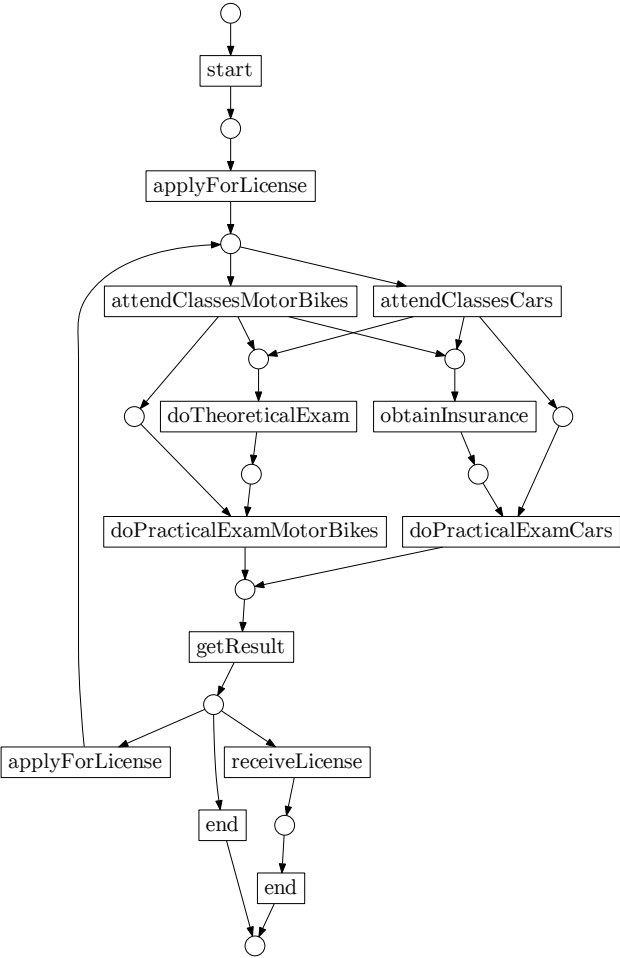 start
applyForLicense
attendClassesMotorBikes
attendClassesCars
doTheoreticalExam
obtainInsurance
doPracticalExamMotorBikes
doPracticalExamCars
getResult
applyForLicense
receiveLicense
end
end